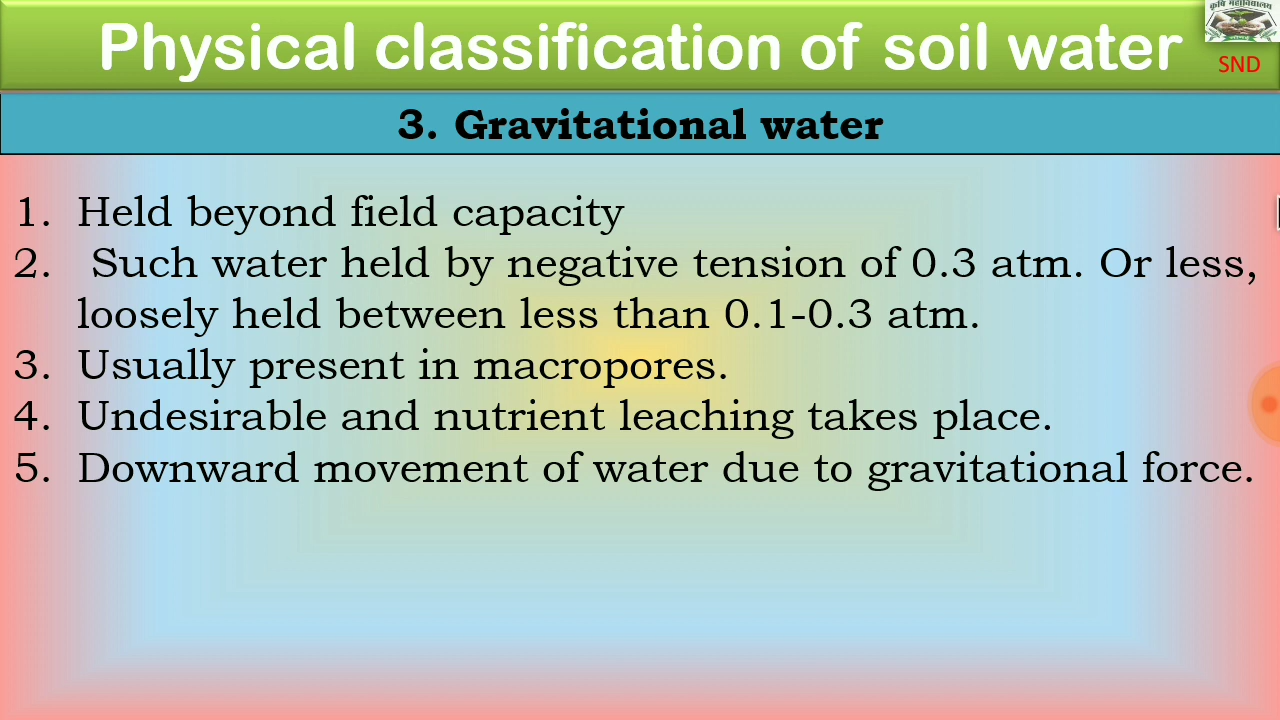 Physical classification of soil water
कृषि महाविद्यालय
SND
3. Gravitational water
1. Held beyond field capacity
2. Such water held by negative tension of 0.3 atm. Or less,
loosely held between less than 0.1-0.3 atm.
3. Usually present in macropores.
4. Undesirable and nutrient leaching takes place.
5. Downward movement of water due to gravitational force.